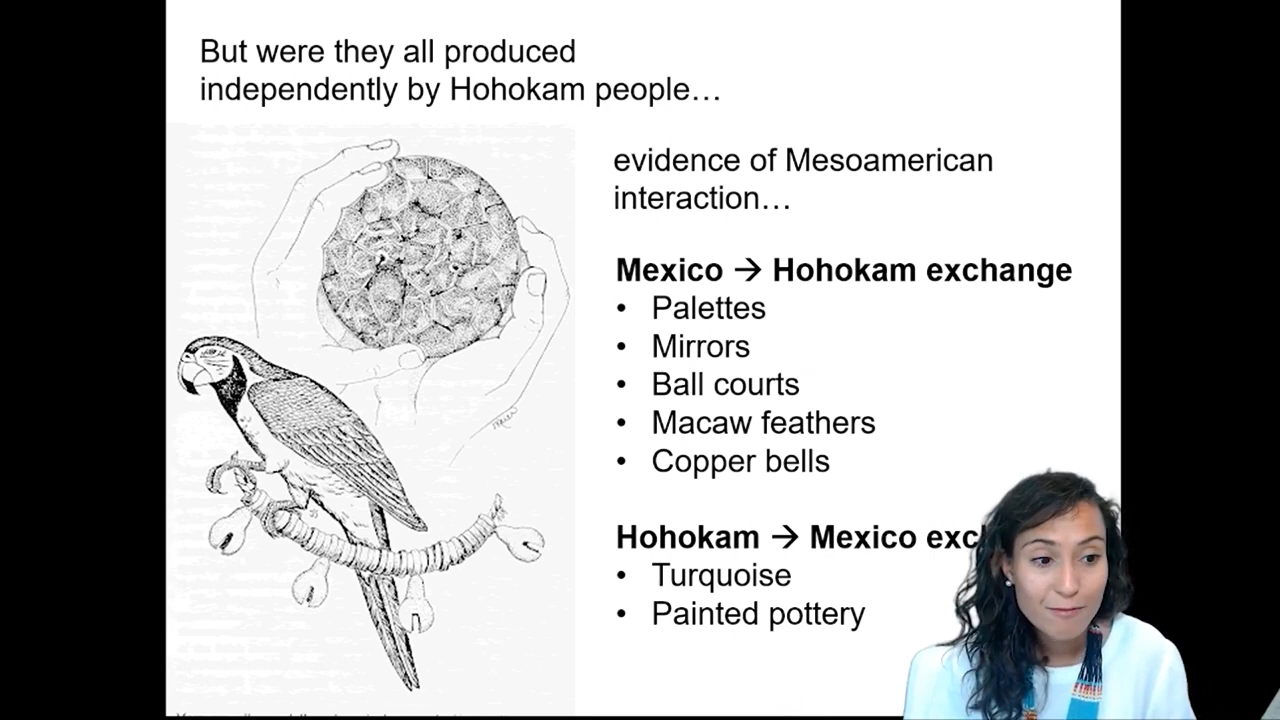 But were they all produced
independently by Hohokam people…
evidence of Mesoamerican
interaction…
Mexico → Hohokam exchange
• Palettes
• Mirrors
• Ball courts
• Macaw feathers
• Copper bells
Hohokam → Mexico exc
• Turquoise
• Painted pottery